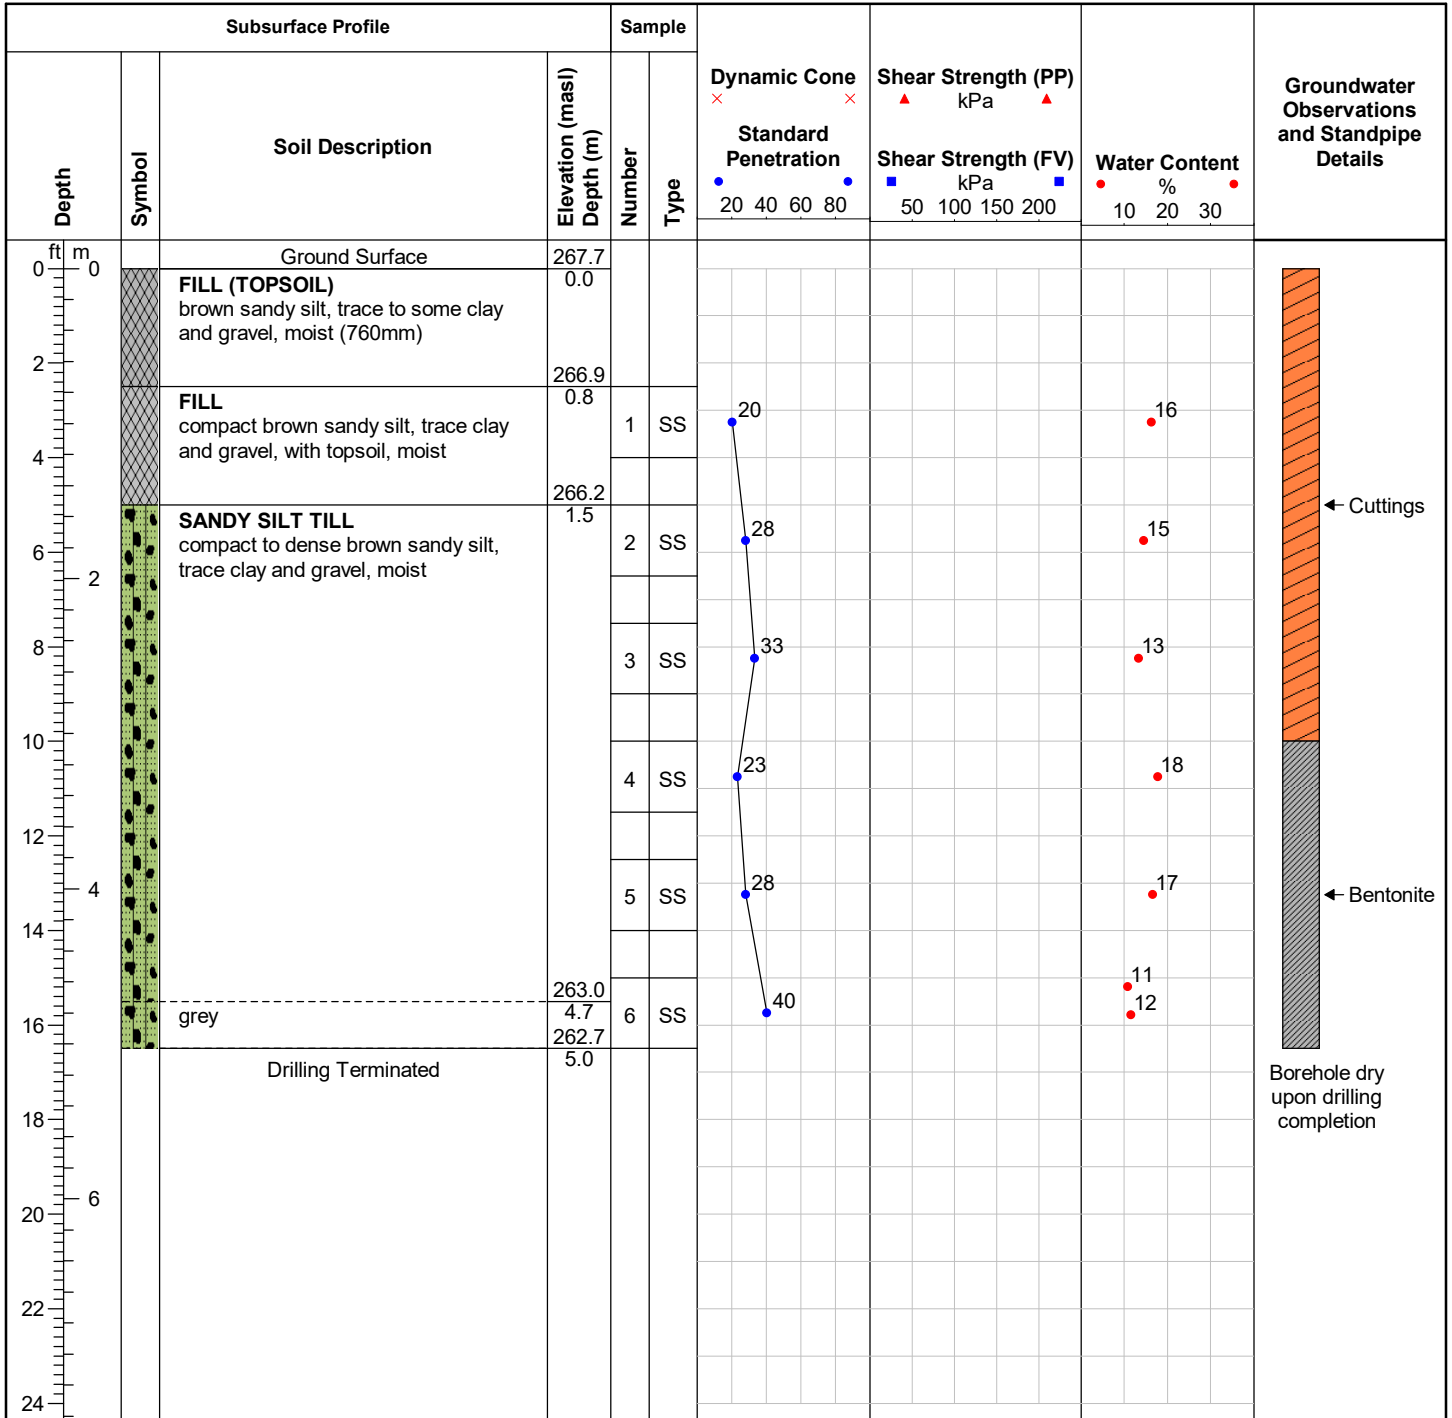 Subsurface Profile
Sample
Depth
Symbol
Soil Description
Elevation (masl)
Depth (m)
Number
Type
Dynamic Cone
Standard
Penetration
20 40 60 80
Shear Strength (PP)
kPa
Shear Strength (FV)
kPa
50 100 150 200
Water Content
%
10 20 30
Groundwater
Observations
and Standpipe
Details
ft m
Ground Surface
267.7
0 0
0.0
FILL (TOPSOIL)
brown sandy silt, trace to some clay
and gravel, moist (760mm)
2
266.9
0.8
FILL
compact brown sandy silt, trace clay
and gravel, with topsoil, moist
1 SS
20
16
4
266.2
1.5
SANDY SILT TILL
compact to dense brown sandy silt,
trace clay and gravel, moist
Cuttings
2 SS
28
15
6
2
8
3 SS
33
13
10
4 SS
23
18
12
4
5 SS
28
17
Bentonite
14
263.0
4.7
grey
262.7
6 SS
40
11
12
16
5.0
Drilling Terminated
Borehole dry
upon drilling
completion
18
6
20
22
24